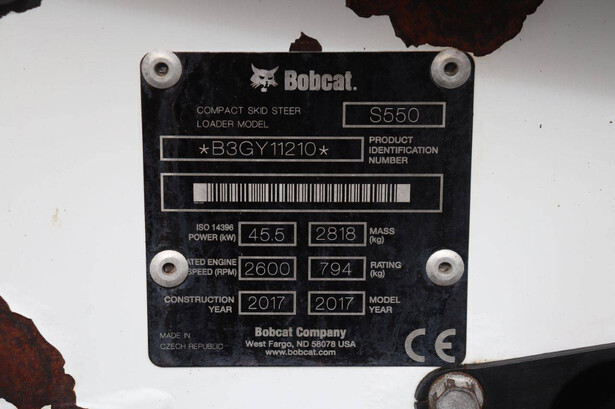 Bobcat.
COMPACT SKID STEER LOADER MODEL S550
*B3GY11210* PRODUCT IDENTIFICATION NUMBER
ISO 14396 POWER (kW) 45.5 2818 MASS (kg)
ATED ENGINE SPEED (RPM) 2600 794 RATING (kg)
CONSTRUCTION YEAR 2017 2017 MODEL YEAR
Bobcat Company
MADE IN West Fargo, ND 58078 USA
CZECH REPUBLIC www.bobcat.com
CE